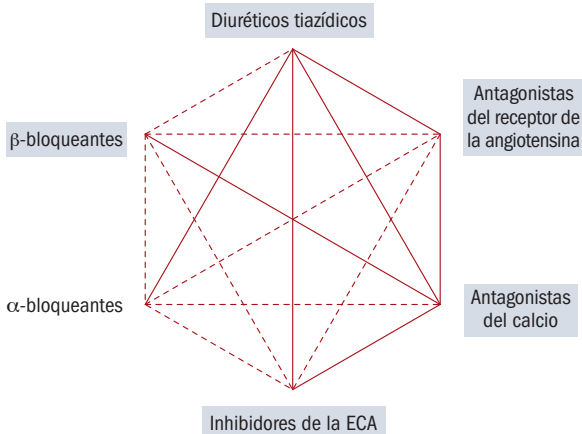 Diuréticos tiazídicos
Antagonistas
del receptor de
la angiotensina
β-bloqueantes
α-bloqueantes
Antagonistas
del calcio
Inhibidores de la ECA